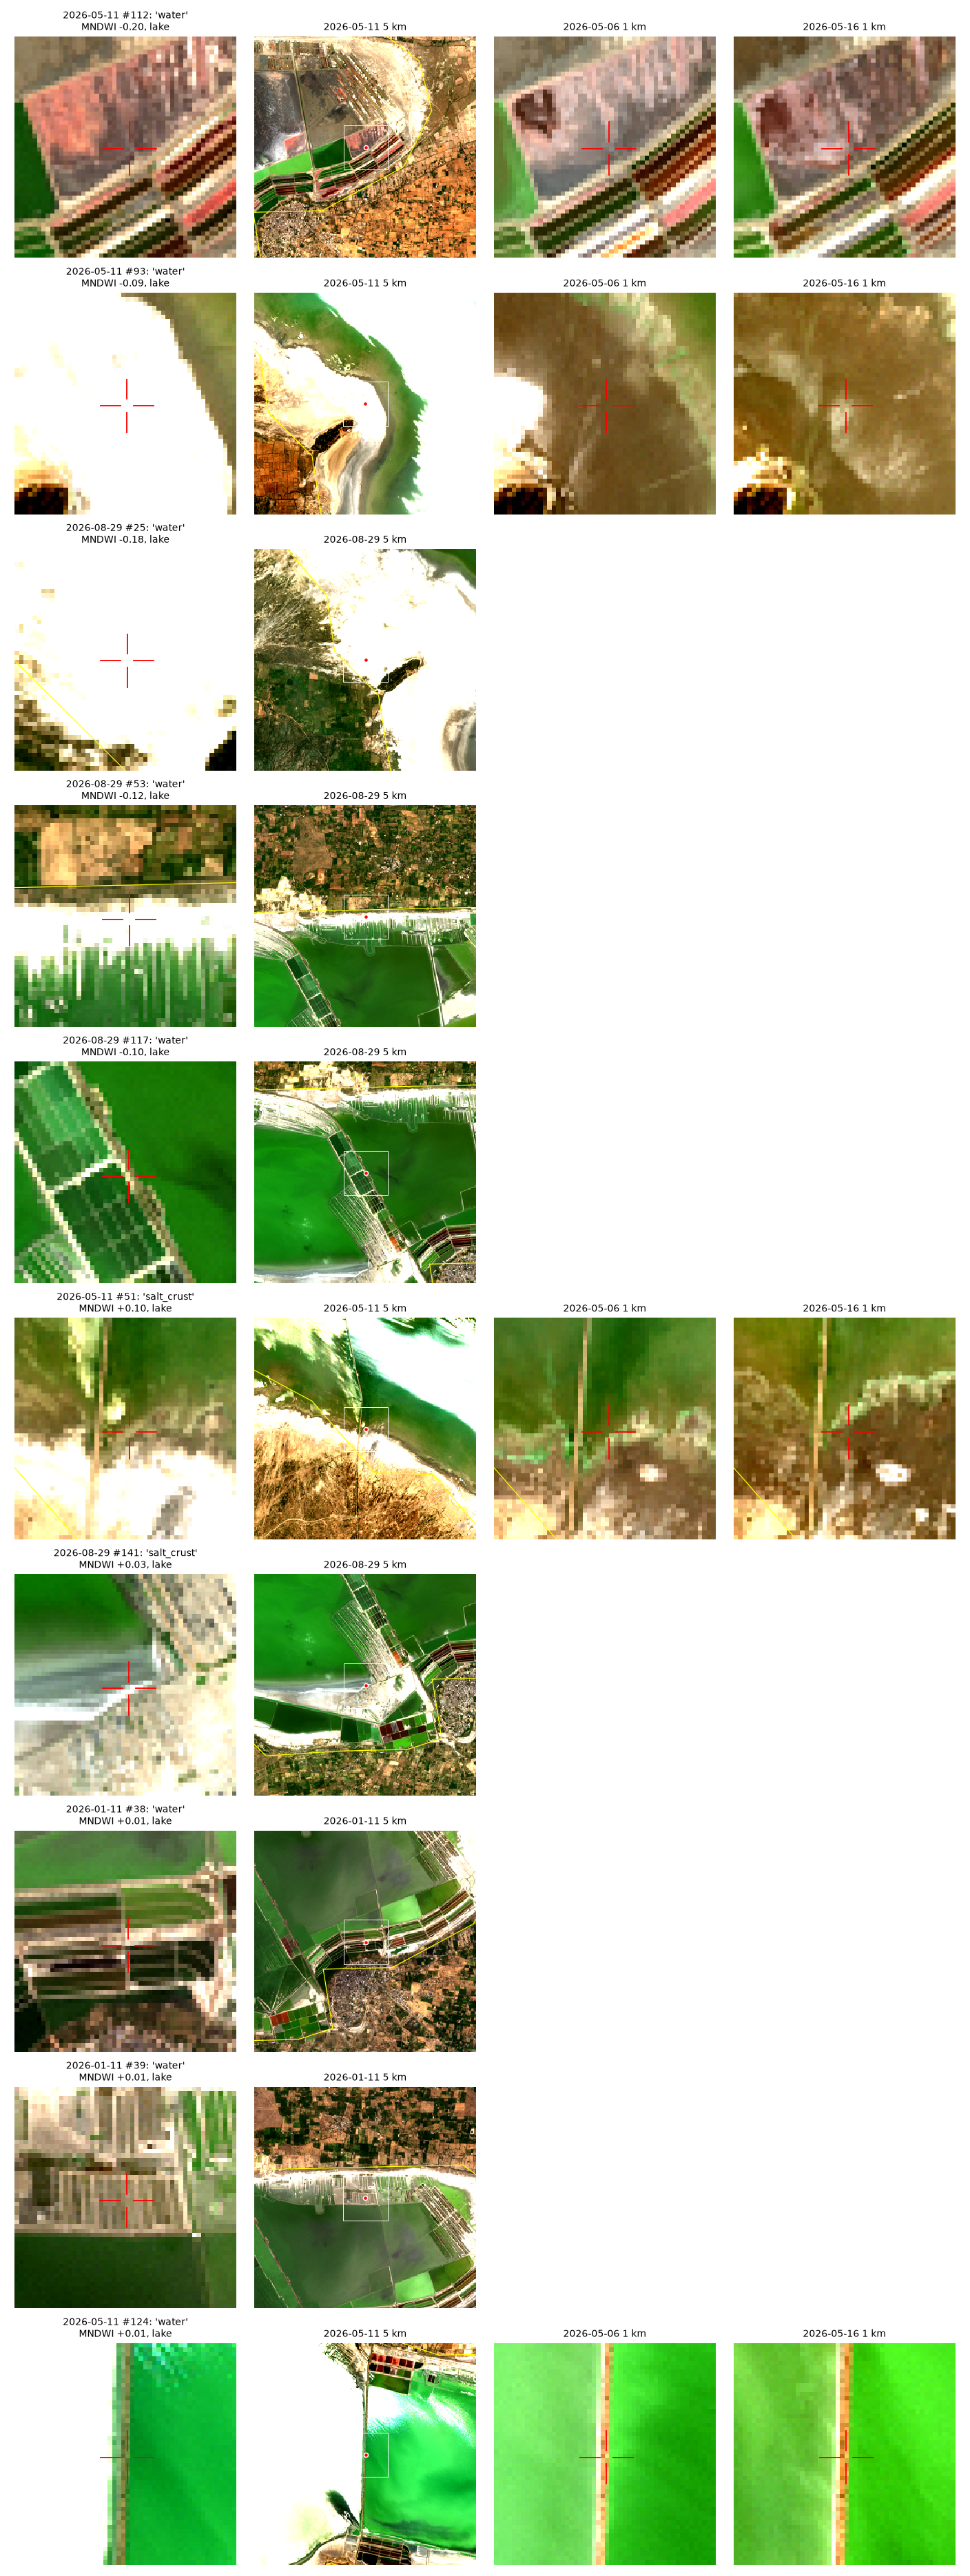 2026-05-11 #112: 'water'
MNDWI -0.20, lake
2026-05-11 5 km
2026-05-06 1 km
2026-05-16 1 km
2026-05-11 #93: 'water'
MNDWI -0.09, lake
2026-05-11 5 km
2026-05-06 1 km
2026-05-16 1 km
2026-08-29 #25: 'water'
MNDWI -0.18, lake
2026-08-29 5 km
2026-08-29 #53: 'water'
MNDWI -0.12, lake
2026-08-29 5 km
2026-08-29 #117: 'water'
MNDWI -0.10, lake
2026-08-29 5 km
2026-05-11 #51: 'salt_crust'
MNDWI +0.10, lake
2026-05-11 5 km
2026-05-06 1 km
2026-05-16 1 km
2026-08-29 #141: 'salt_crust'
MNDWI +0.03, lake
2026-08-29 5 km
2026-01-11 #38: 'water'
MNDWI +0.01, lake
2026-01-11 5 km
2026-01-11 #39: 'water'
MNDWI +0.01, lake
2026-01-11 5 km
2026-05-11 #124: 'water'
MNDWI +0.01, lake
2026-05-11 5 km
2026-05-06 1 km
2026-05-16 1 km